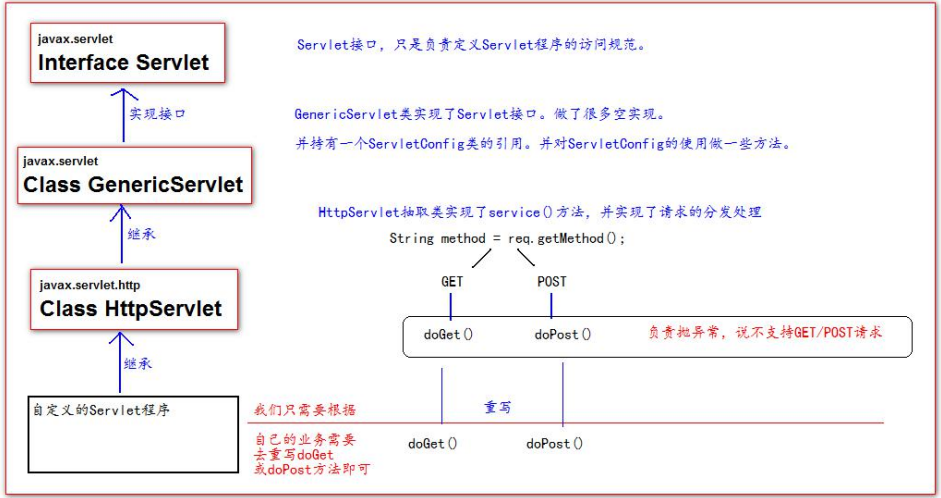 javax.servlet
Interface Servlet
Servlet接口，只是负责定义Servlet程序的访问规范。
实现接口
GenericServlet类实现了Servlet接口。做了很多空实现。
并持有一个ServletConfig类的引用。并对ServletConfig的使用做一些方法。
javax.servlet
Class GenericServlet
HttpServlet抽取类实现了service()方法，并实现了请求的分发处理
继承
String method = req.getMethod();
javax.servlet.http
Class HttpServlet
GET
POST
doGet()
doPost()
负责抛异常，说不支持GET/POST请求
继承
自定义的Servlet程序
我们只需要根据
重写
自己的业务需要
去重写doGet
或doPost方法即可
doGet()
doPost()